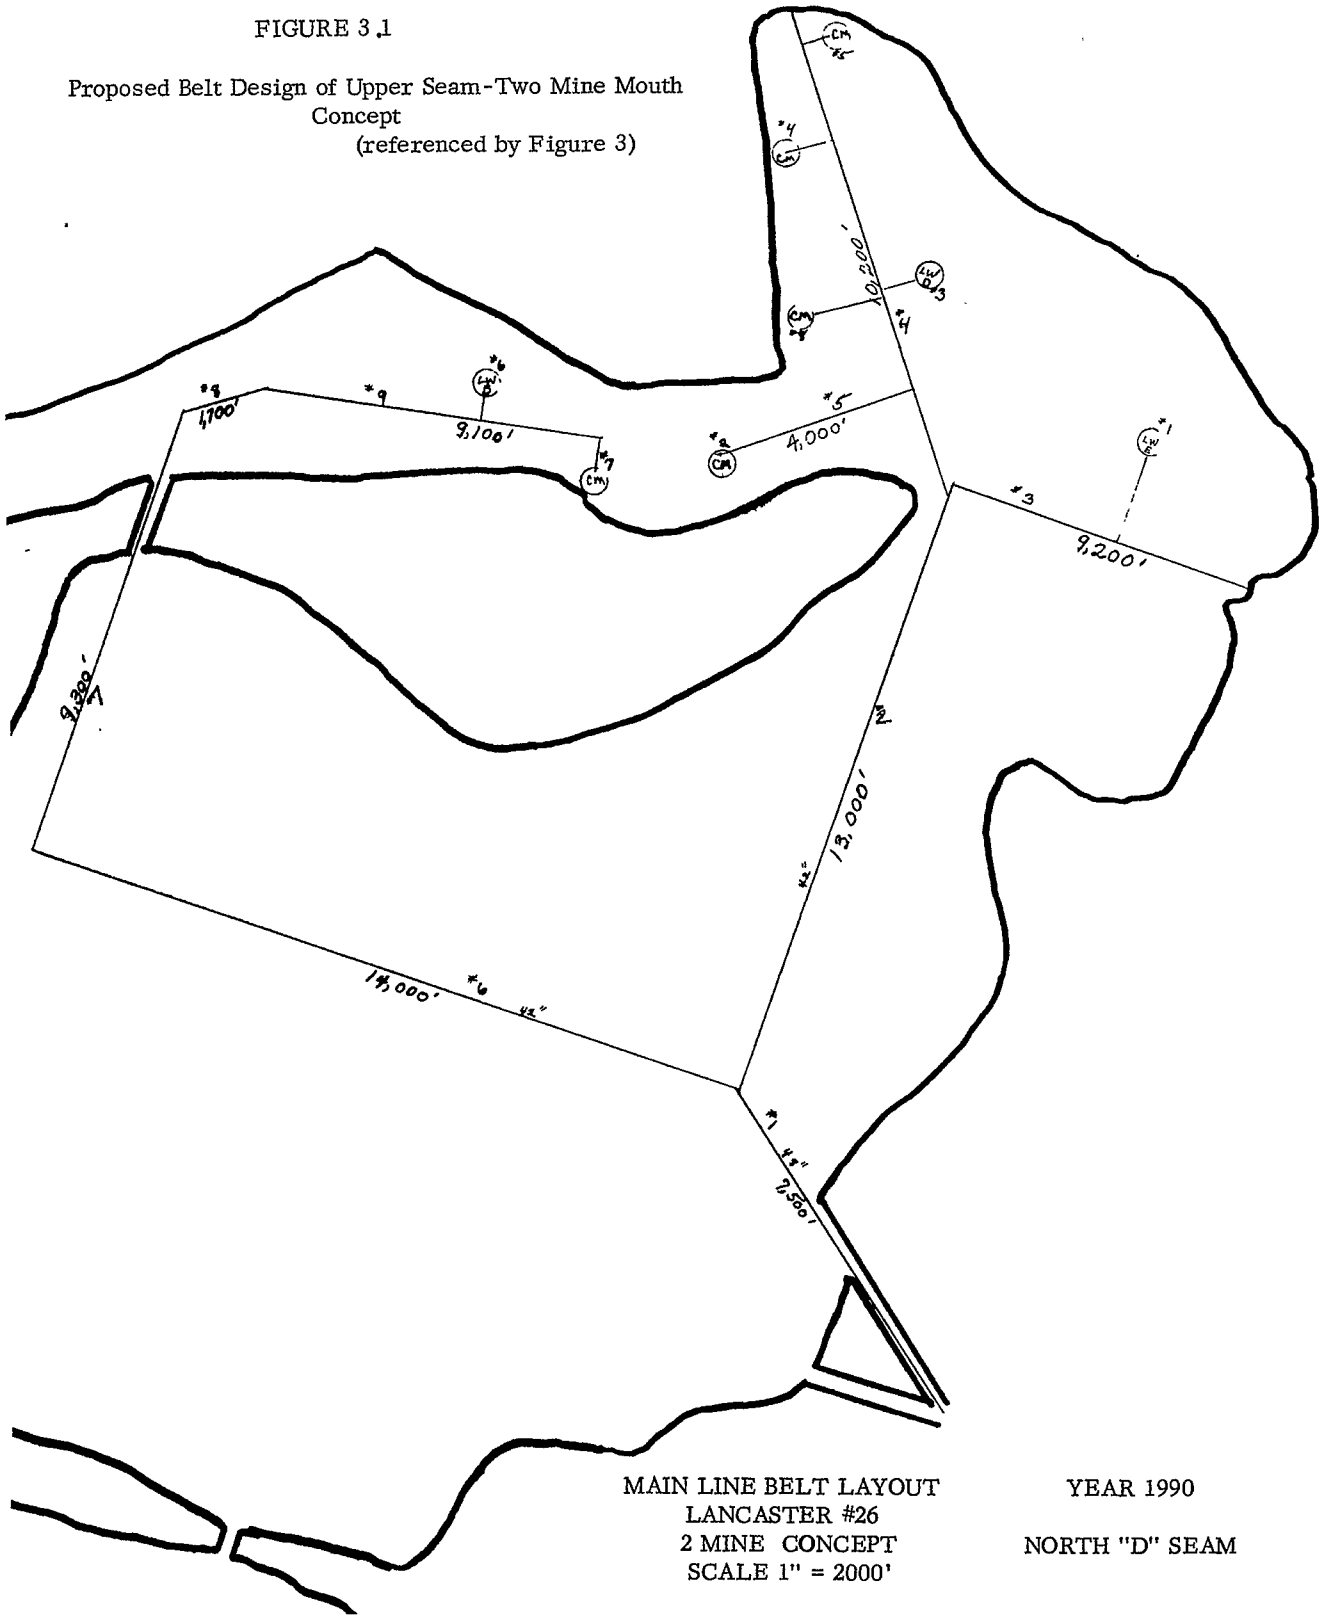 FIGURE 3.1
Proposed Belt Design of Upper Seam-Two Mine Mouth
Concept
(referenced by Figure 3)
CM
#5
#4
CM
10,200'
LW
D
#3
CM
#4
#6
LW
D
#8
1,700'
#9
9,100'
#7
CM
#2
CM
#5
4,000'
#1
LW
E
#3
9,200'
9,300'
#7
#2
13,000'
42"
14,000'
#6
42"
#1
48"
7,500'
MAIN LINE BELT LAYOUT
LANCASTER #26
2 MINE CONCEPT
SCALE 1" = 2000'
YEAR 1990
NORTH "D" SEAM